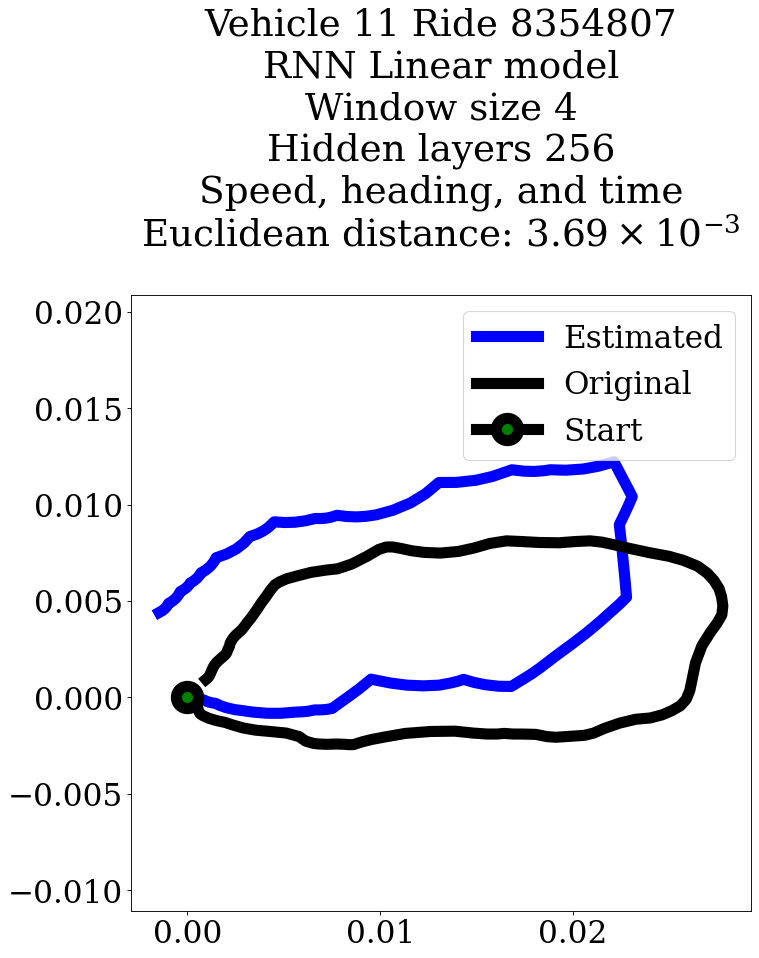 Vehicle 11 Ride 8354807
RNN Linear model
Window size 4
Hidden layers 256
Speed, heading, and time
Euclidean distance: 3.69 × 10⁻³
0.020
0.015
0.010
0.005
0.000
−0.005
−0.010
Estimated
Original
Start
0.00 0.01 0.02